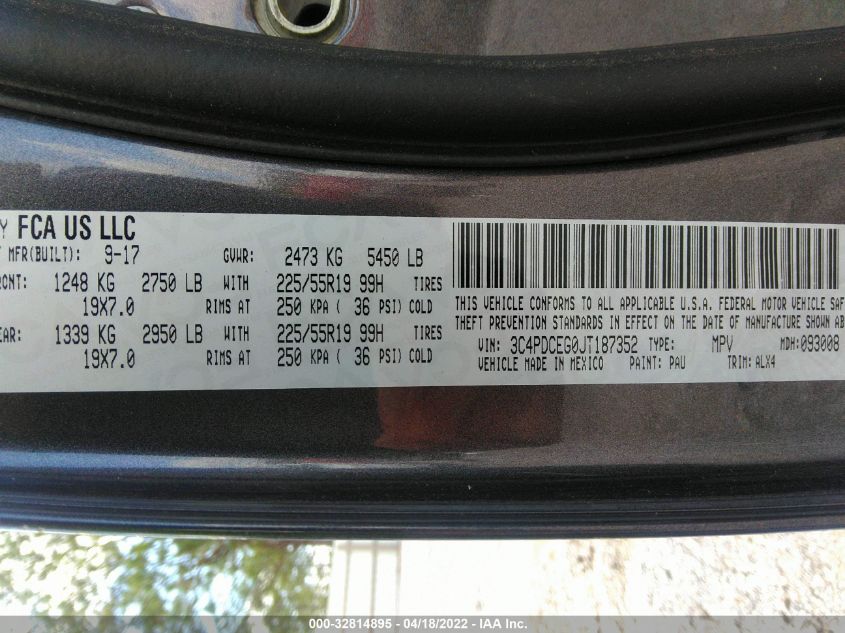 FCA US LLC
MFR(BUILT): 9-17 GVWR: 2473 KG 5450 LB
1248 KG 2750 LB WITH 225/55R19 99H TIRES
19X7.0 RIMS AT 250 KPA ( 36 PSI) COLD
1339 KG 2950 LB WITH 225/55R19 99H TIRES
19X7.0 RIMS AT 250 KPA ( 36 PSI) COLD
THIS VEHICLE CONFORMS TO ALL APPLICABLE U.S.A. FEDERAL MOTOR VEHICLE SAF
THEFT PREVENTION STANDARDS IN EFFECT ON THE DATE OF MANUFACTURE SHOWN AB
VIN: 3C4PDCEG0JT187352 TYPE: MPV MDH: 093008
VEHICLE MADE IN MEXICO PAINT: PAU TRIM: ALX4
000-32814895 - 04/18/2022 - IAA Inc.